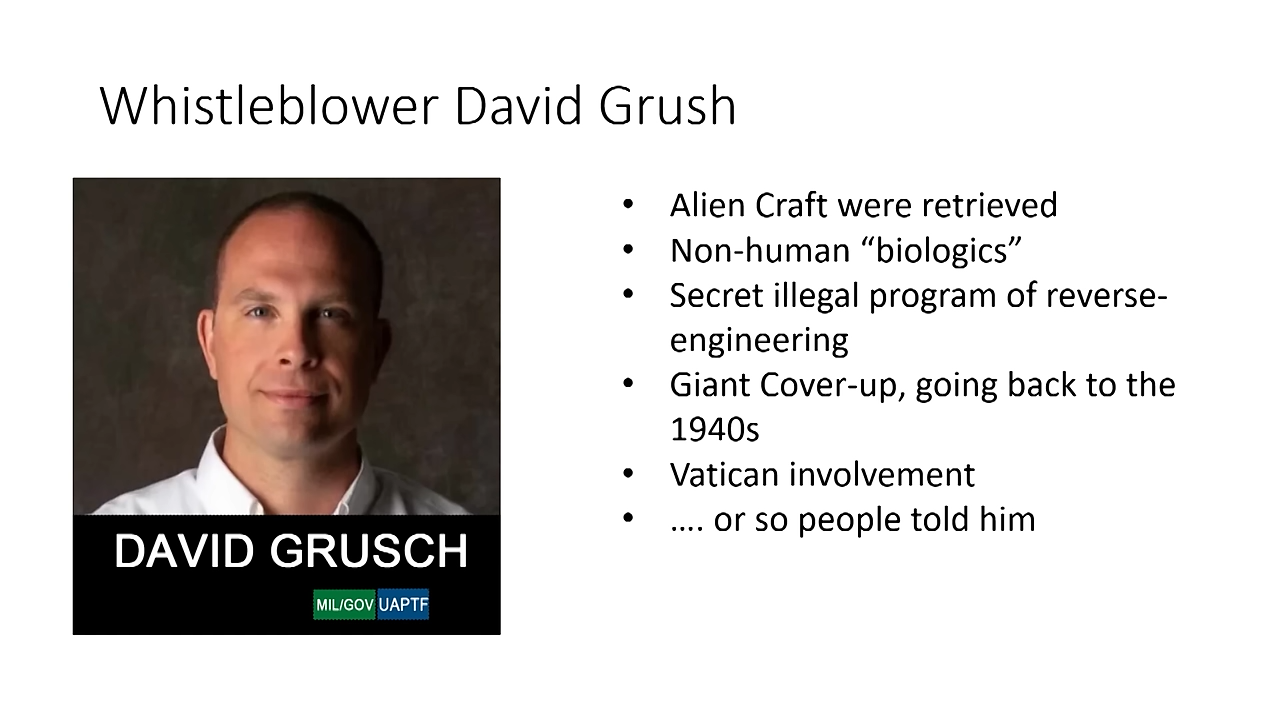 Whistleblower David Grush
DAVID GRUSCH
MIL/GOV UAPTF
• Alien Craft were retrieved
• Non-human “biologics”
• Secret illegal program of reverse-
engineering
• Giant Cover-up, going back to the
1940s
• Vatican involvement
• …. or so people told him